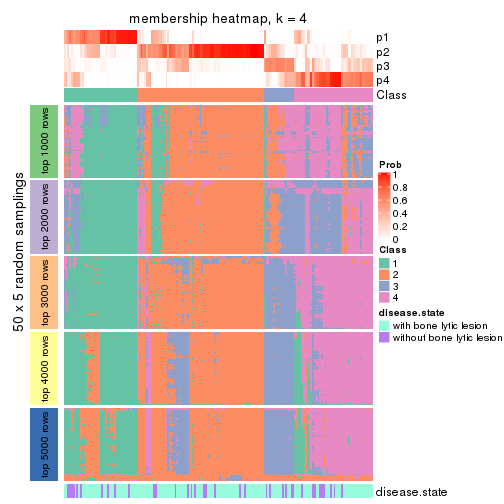 membership heatmap, k = 4
p1
p2
p3
p4
Class
50 x 5 random samplings
top 1000 rows
top 2000 rows
top 3000 rows
top 4000 rows
top 5000 rows
disease.state
Prob
1
0.8
0.6
0.4
0.2
0
Class
1
2
3
4
disease.state
with bone lytic lesion
without bone lytic lesion